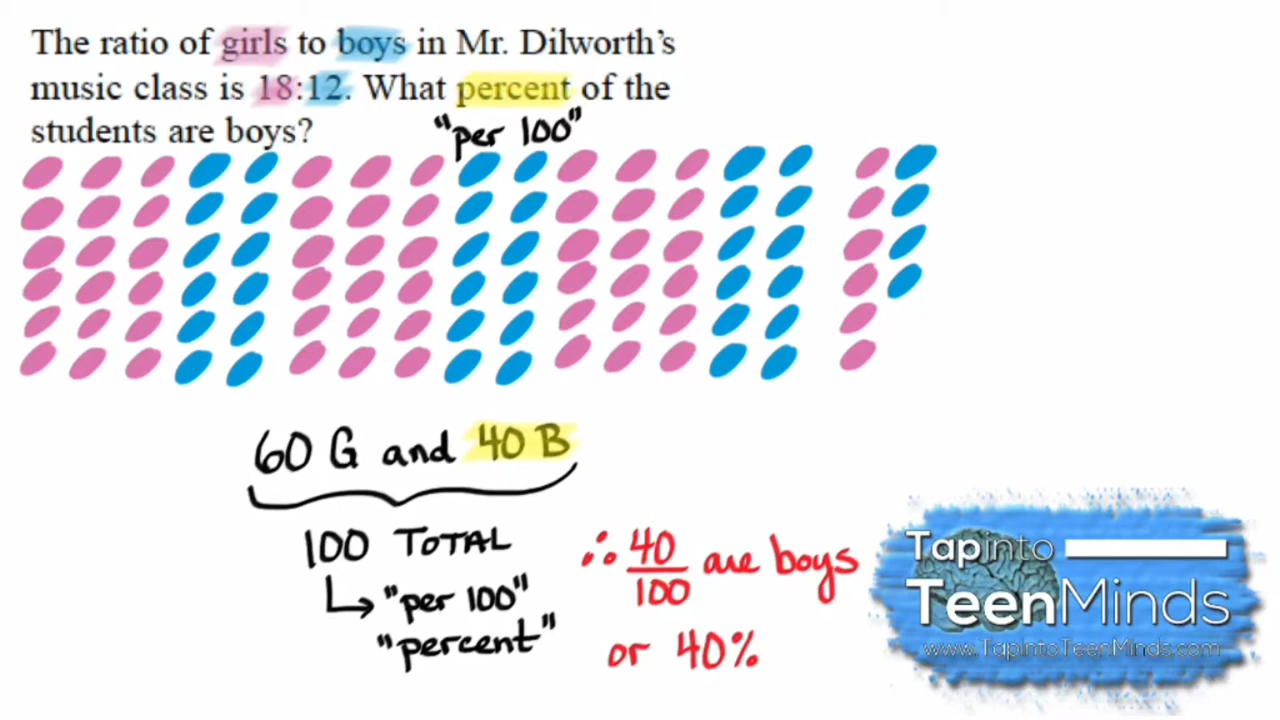 The ratio of girls to boys in Mr. Dilworth's
music class is 18:12. What percent of the
students are boys?
"per 100"
60 G and 40 B
100 TOTAL
↳ "per 100"
"percent"
∴ 40/100 are boys
or 40%
Tapinto
TeenMinds
www.TapIntoTeenMinds.com